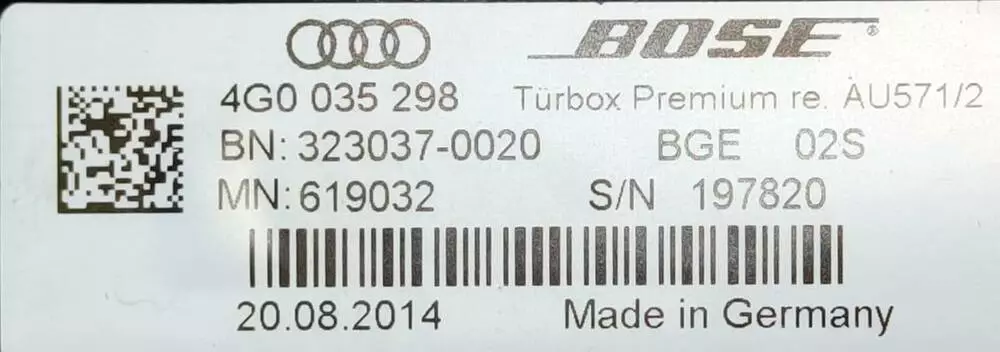 BOSE®
4G0 035 298 Türbox Premium re. AU571/2
BN: 323037-0020 BGE 02S
MN: 619032 S/N 197820
20.08.2014 Made in Germany